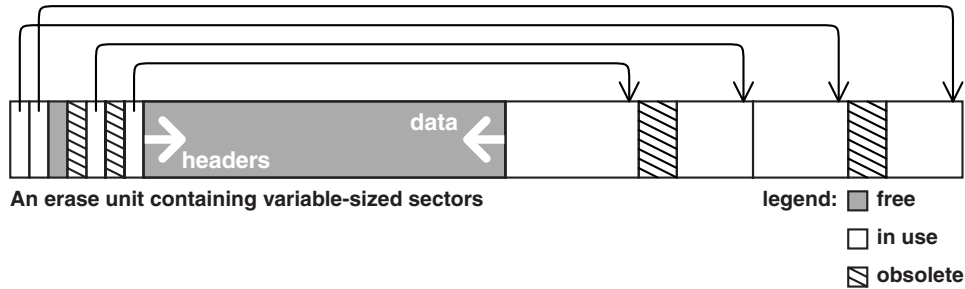 data
headers
An erase unit containing variable-sized sectors
legend: free
in use
obsolete